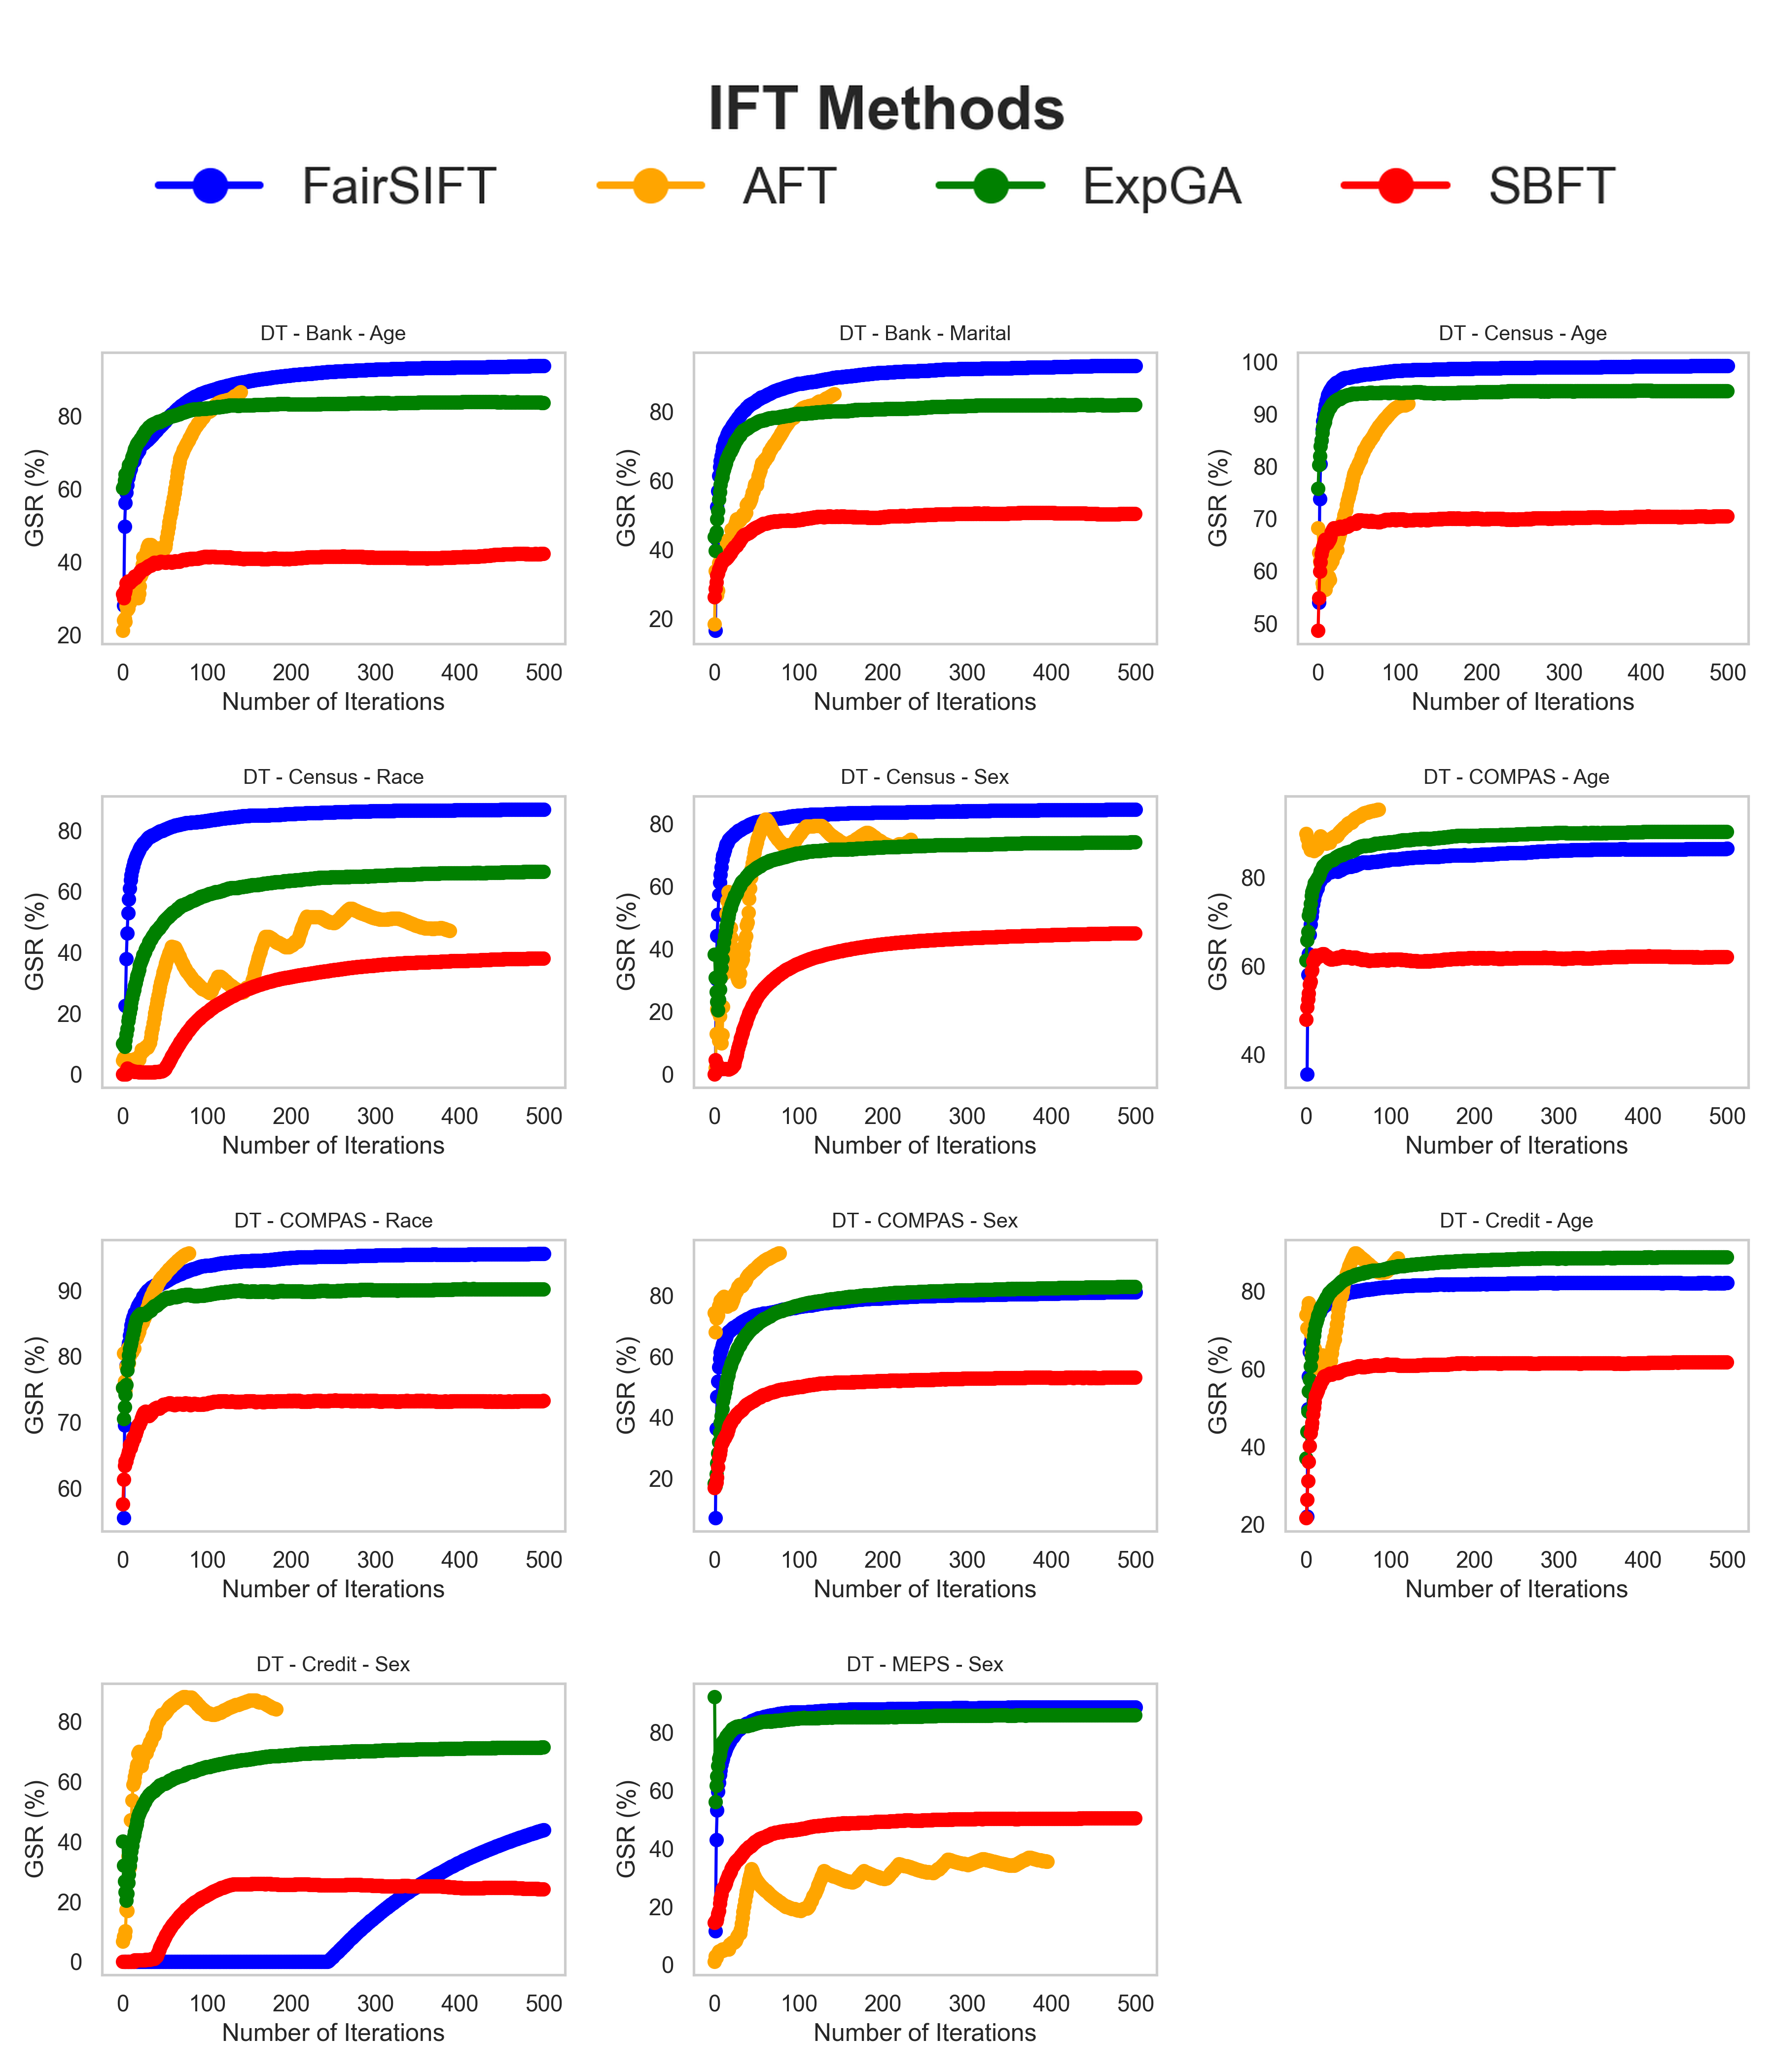 IFT Methods
FairSIFT AFT ExpGA SBFT
DT - Bank - Age
GSR (%)
80
60
40
20
0 100 200 300 400 500
Number of Iterations
DT - Bank - Marital
GSR (%)
80
60
40
20
0 100 200 300 400 500
Number of Iterations
DT - Census - Age
GSR (%)
100
90
80
70
60
50
0 100 200 300 400 500
Number of Iterations
DT - Census - Race
GSR (%)
80
60
40
20
0
0 100 200 300 400 500
Number of Iterations
DT - Census - Sex
GSR (%)
80
60
40
20
0
0 100 200 300 400 500
Number of Iterations
DT - COMPAS - Age
GSR (%)
80
60
40
0 100 200 300 400 500
Number of Iterations
DT - COMPAS - Race
GSR (%)
90
80
70
60
0 100 200 300 400 500
Number of Iterations
DT - COMPAS - Sex
GSR (%)
80
60
40
20
0 100 200 300 400 500
Number of Iterations
DT - Credit - Age
GSR (%)
80
60
40
20
0 100 200 300 400 500
Number of Iterations
DT - Credit - Sex
GSR (%)
80
60
40
20
0
0 100 200 300 400 500
Number of Iterations
DT - MEPS - Sex
GSR (%)
80
60
40
20
0
0 100 200 300 400 500
Number of Iterations